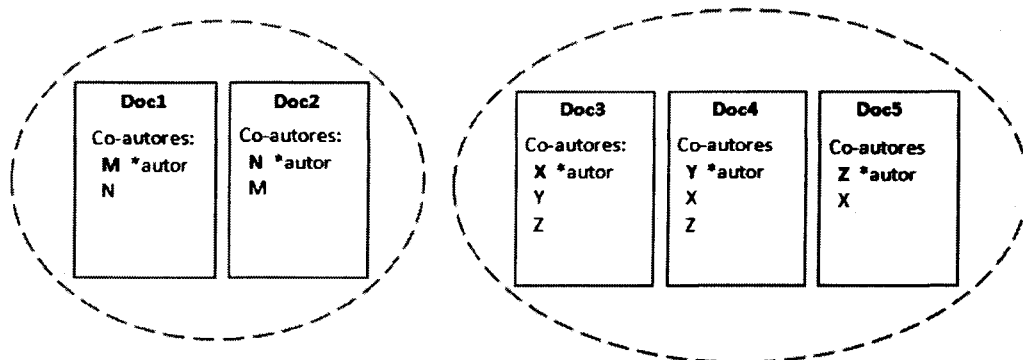 Doc1
Co-autores:
M *autor
N
Doc2
Co-autores:
N *autor
M
Doc3
Co-autores:
X *autor
Y
Z
Doc4
Co-autores
Y *autor
X
Z
Doc5
Co-autores
Z *autor
X